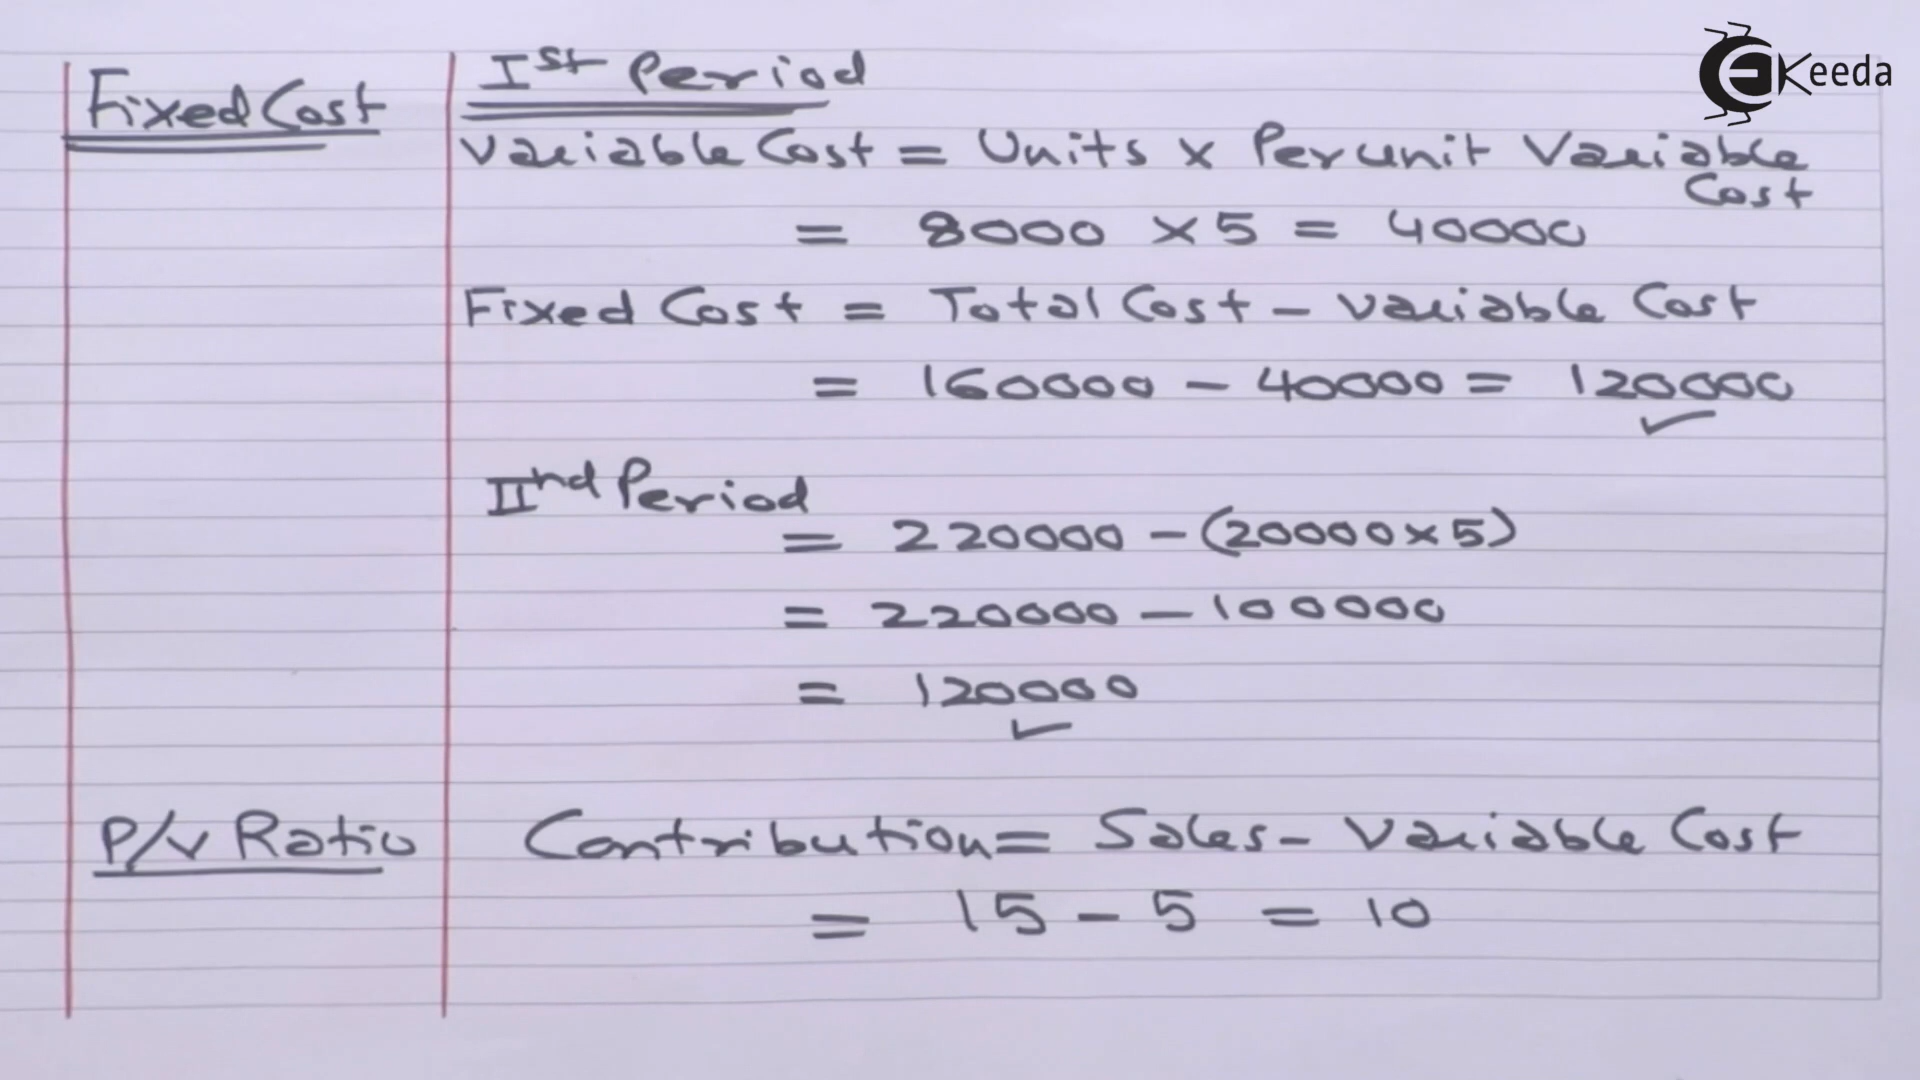 Keeda
Fixed Cost
Ist Period
Variable Cost = Units x Per unit Variable
Cost
= 8000 x 5 = 40000
Fixed Cost = Total Cost - Variable Cost
= 160000 - 40000 = 120000
IInd Period
= 220000 - (20000 x 5)
= 220000 - 100000
= 120000
P/v Ratio
Contribution = Sales - Variable Cost
= 15 - 5 = 10